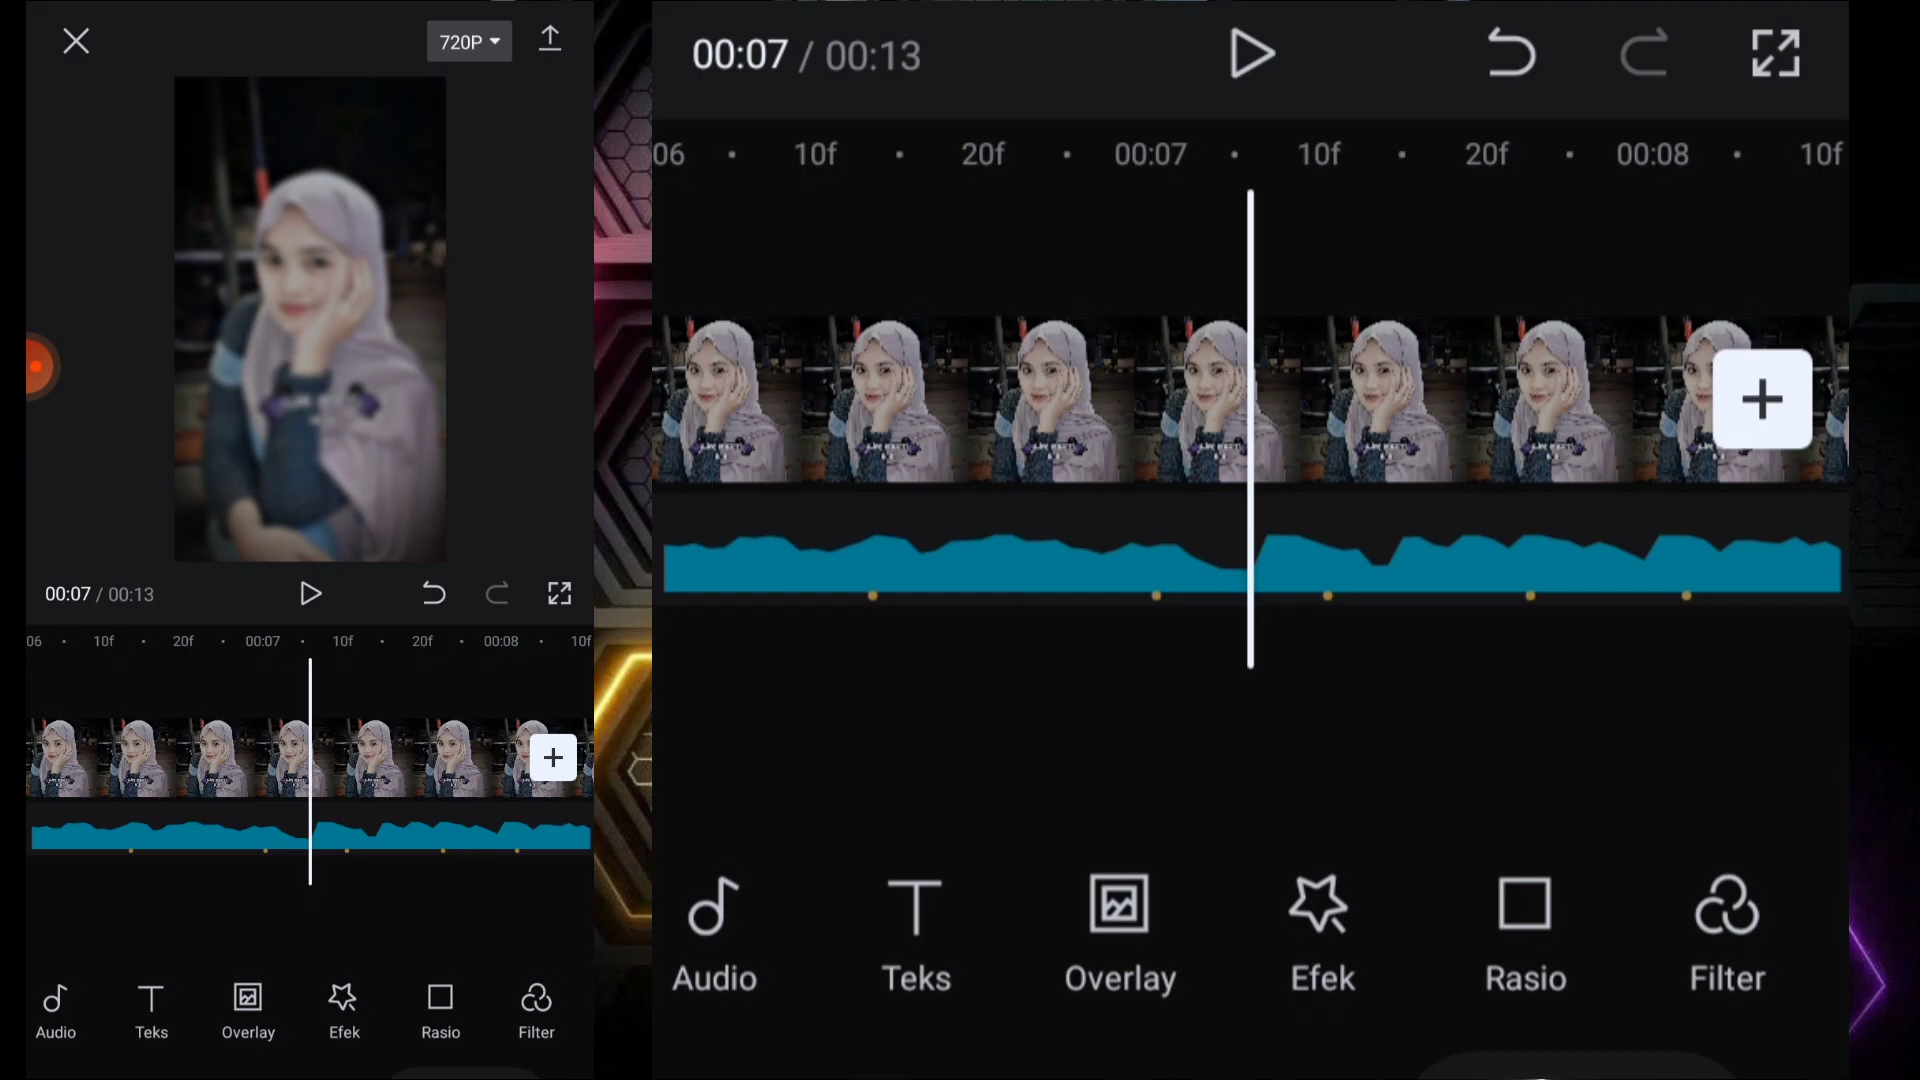 720P
00:07 / 00:13
06 10f 20f 00:07 10f 20f 00:08 10f
Audio Teks Overlay Efek Rasio Filter
00:07 / 00:13
06 10f 20f 00:07 10f 20f 00:08 10f
Audio Teks Overlay Efek Rasio Filter